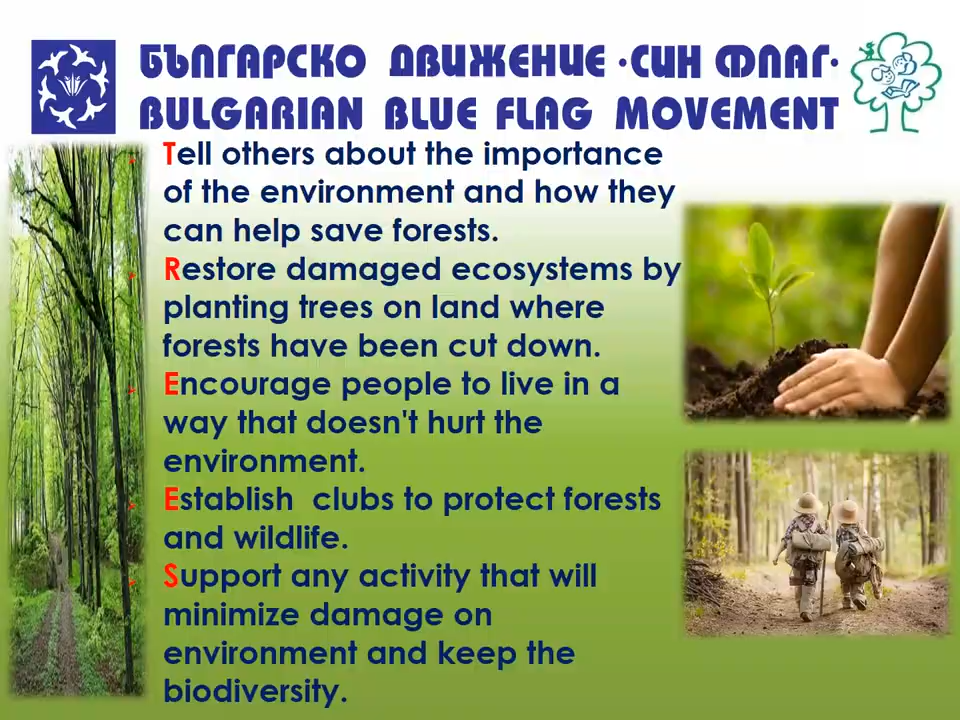 БЪЛГАРСКО ДВИЖЕНИЕ ·СИН ФЛАГ·
BULGARIAN BLUE FLAG MOVEMENT
Tell others about the importance
of the environment and how they
can help save forests.
Restore damaged ecosystems by
planting trees on land where
forests have been cut down.
Encourage people to live in a
way that doesn't hurt the
environment.
Establish clubs to protect forests
and wildlife.
Support any activity that will
minimize damage on
environment and keep the
biodiversity.